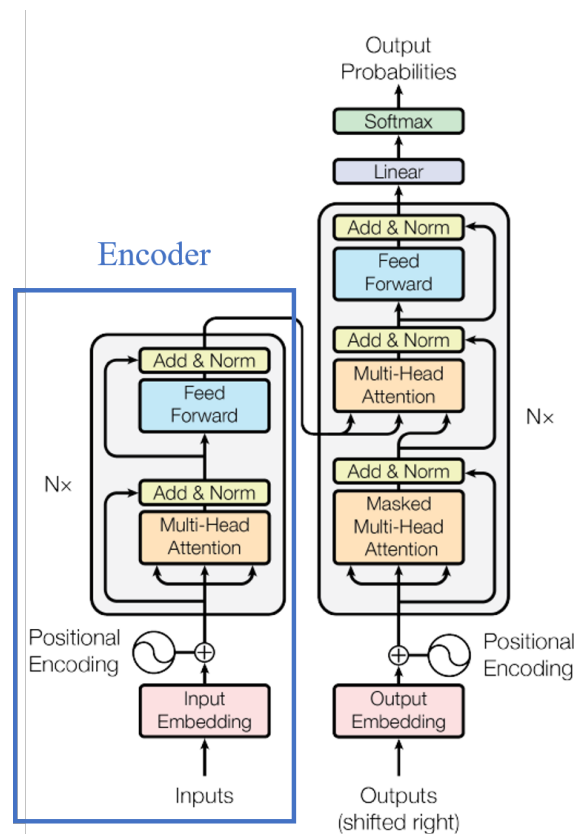 Output
Probabilities
Softmax
Linear
Add & Norm
Feed
Forward
Add & Norm
Multi-Head
Attention
Add & Norm
Masked
Multi-Head
Attention
Nx
Positional
Encoding
Output
Embedding
Outputs
(shifted right)
Encoder
Add & Norm
Feed
Forward
Add & Norm
Multi-Head
Attention
Nx
Positional
Encoding
Input
Embedding
Inputs